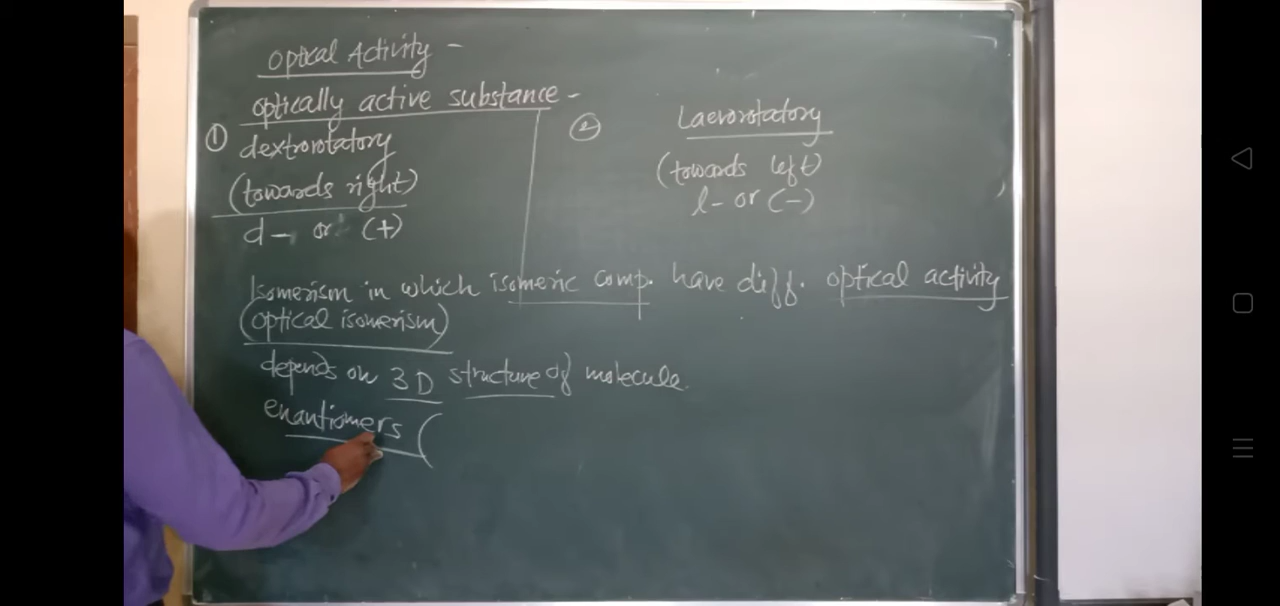 Optical Activity -
optically active substance -
① dextrorotatory
(towards right)
d- or (+)
② Laevorotatory
(towards left)
l- or (-)
Isomerism in which isomeric comp. have diff. optical activity
(optical isomerism)
depends on 3D structure of molecule.
enantiomers (